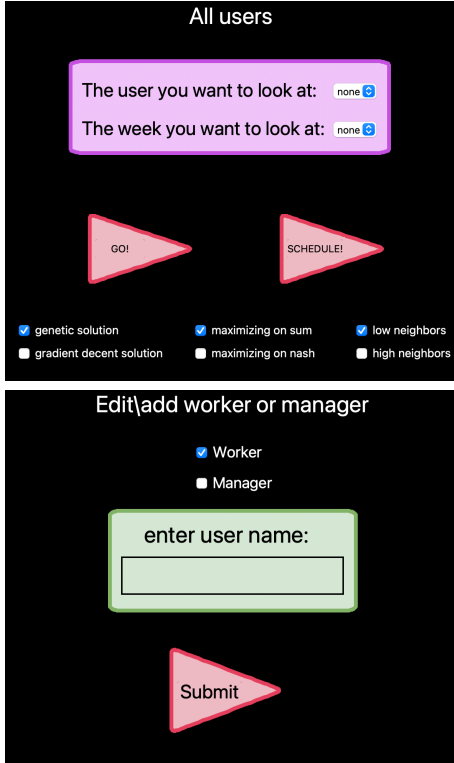 All users
The user you want to look at: none
The week you want to look at: none
GO! SCHEDULE!
genetic solution maximizing on sum low neighbors
gradient decent solution maximizing on nash high neighbors
Edit\add worker or manager
Worker
Manager
enter user name:
Submit